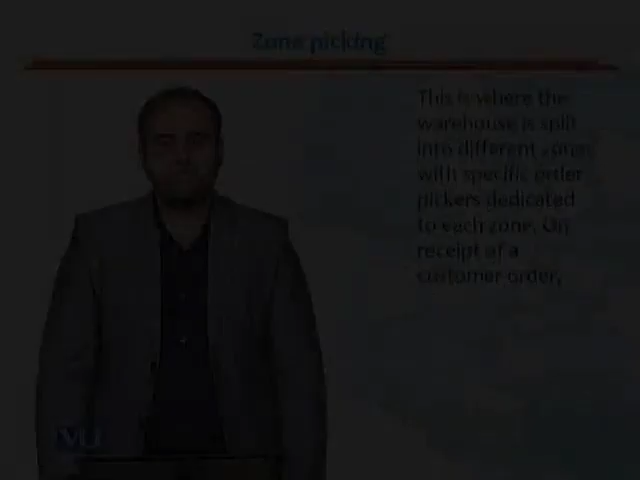 Zone picking
This is where the
warehouse is split
into different zones
with specific order
pickers dedicated
to each zone. On
receipt of a
customer order,
VU